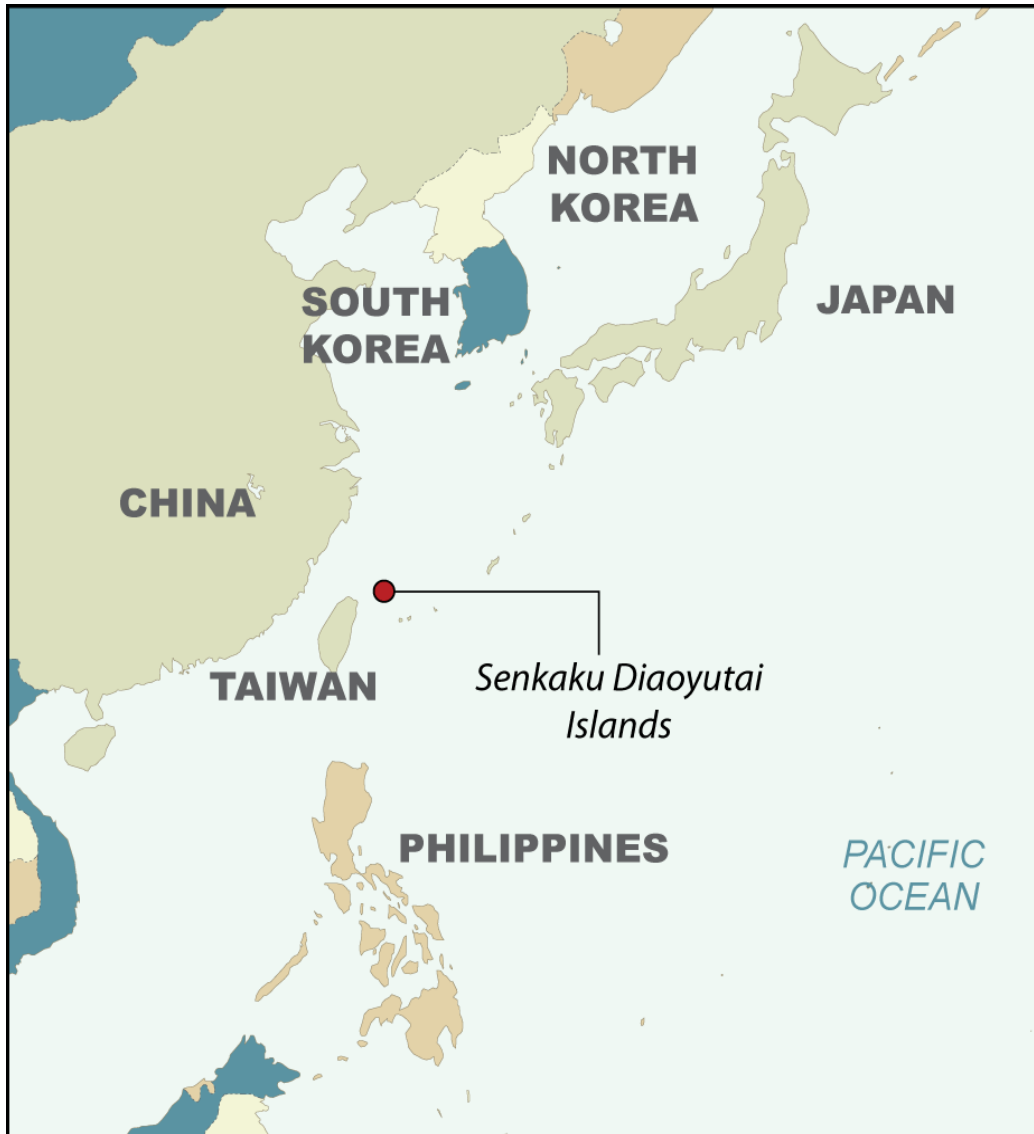 NORTH
KOREA
SOUTH
KOREA
JAPAN
CHINA
TAIWAN
Senkaku Diaoyutai
Islands
PHILIPPINES
PACIFIC
OCEAN